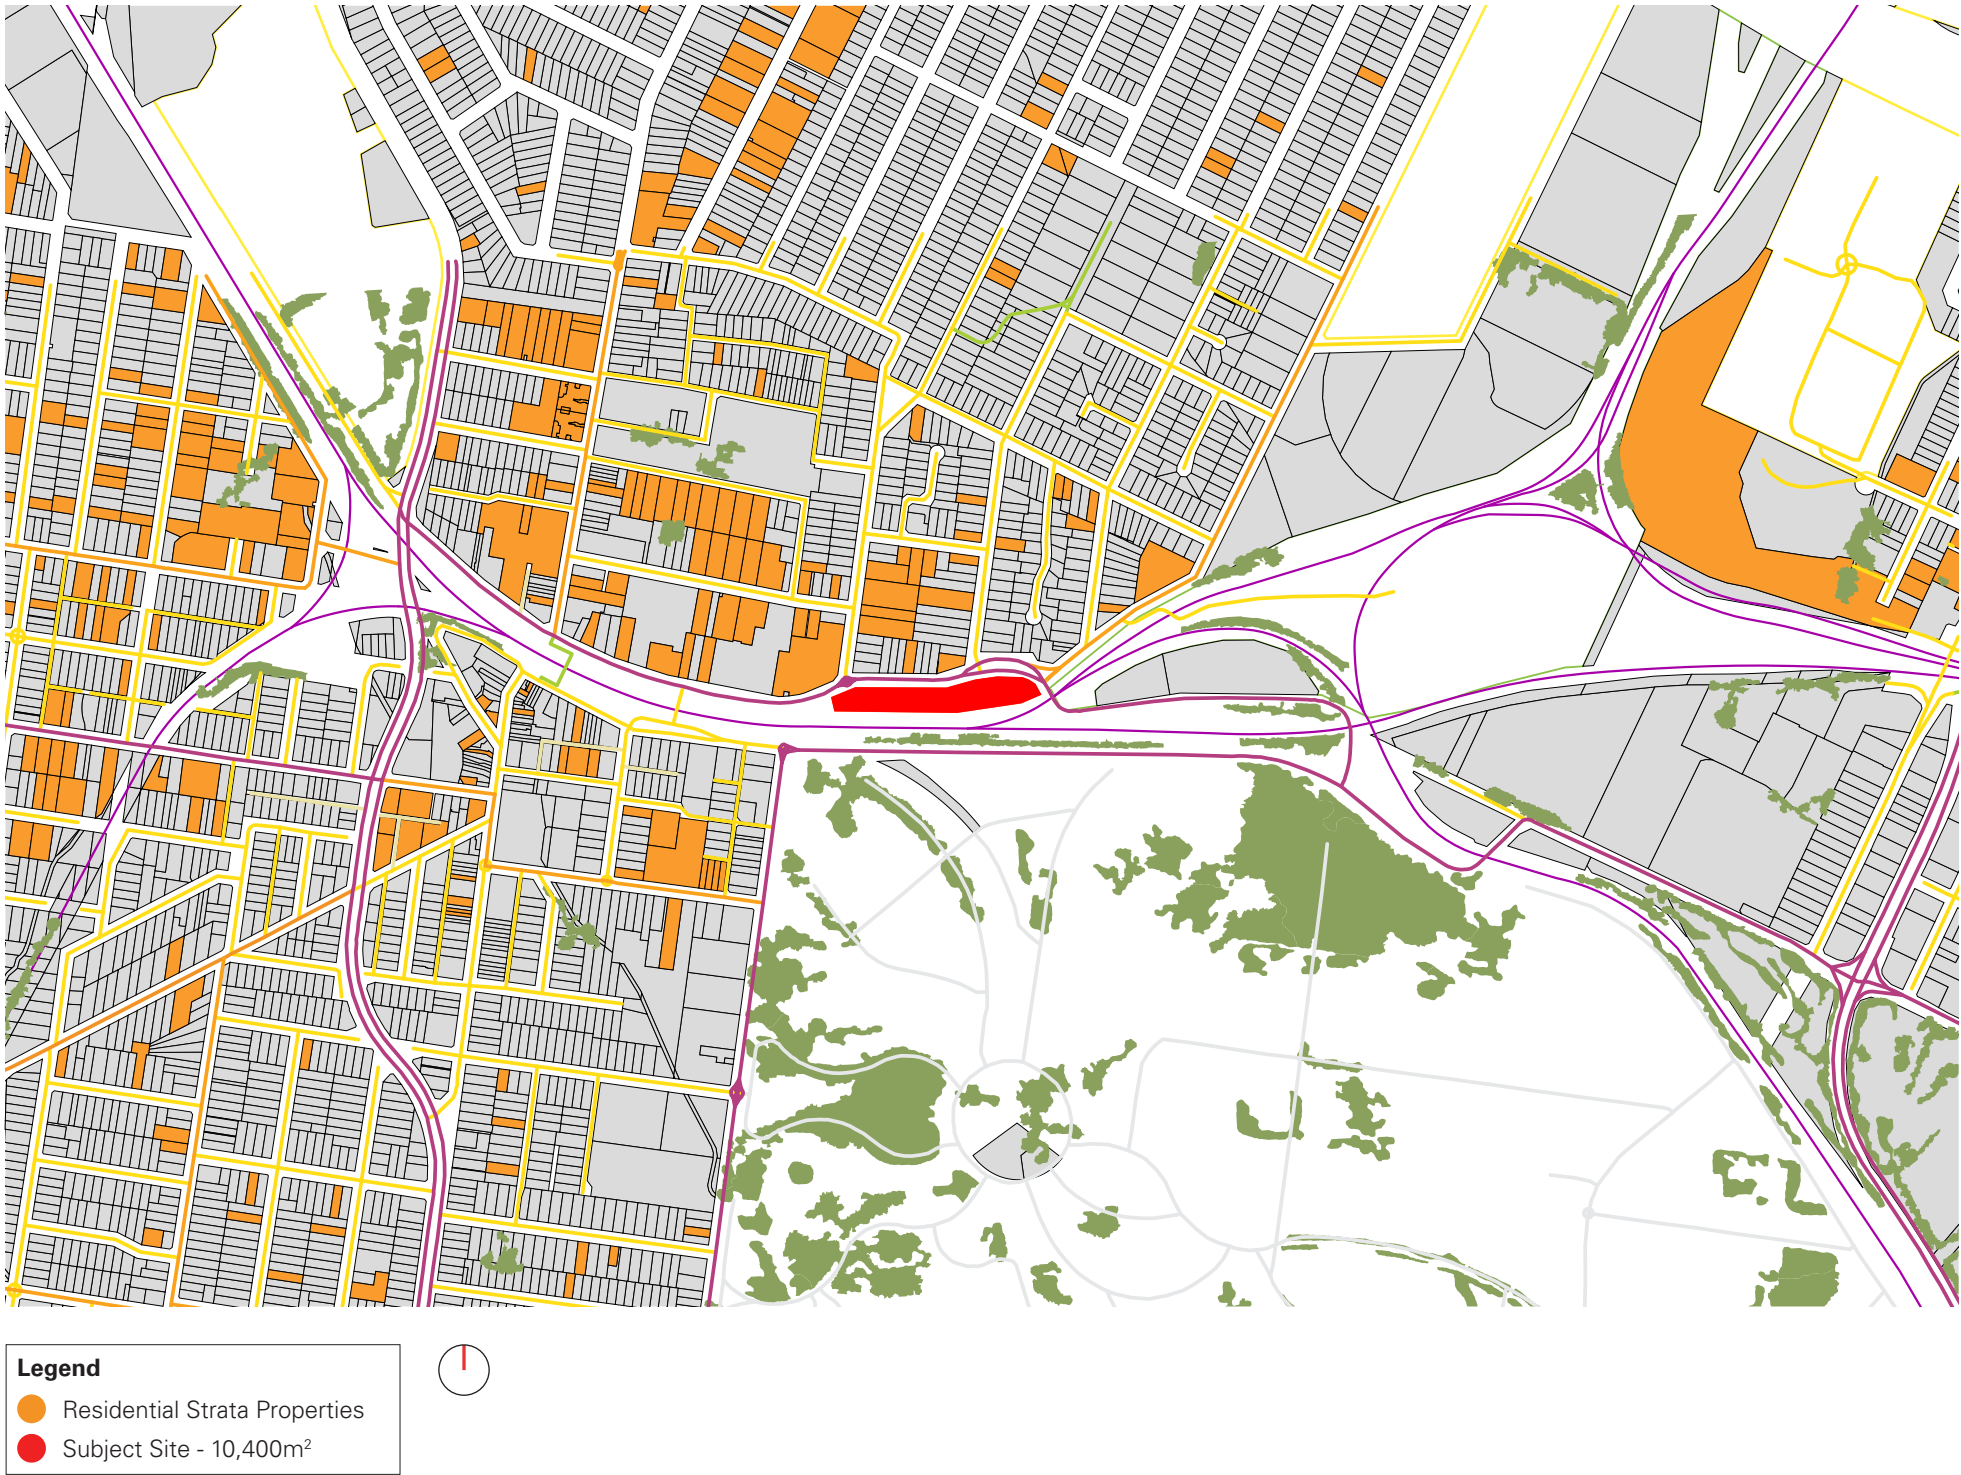 Legend
Residential Strata Properties
Subject Site - 10,400m²